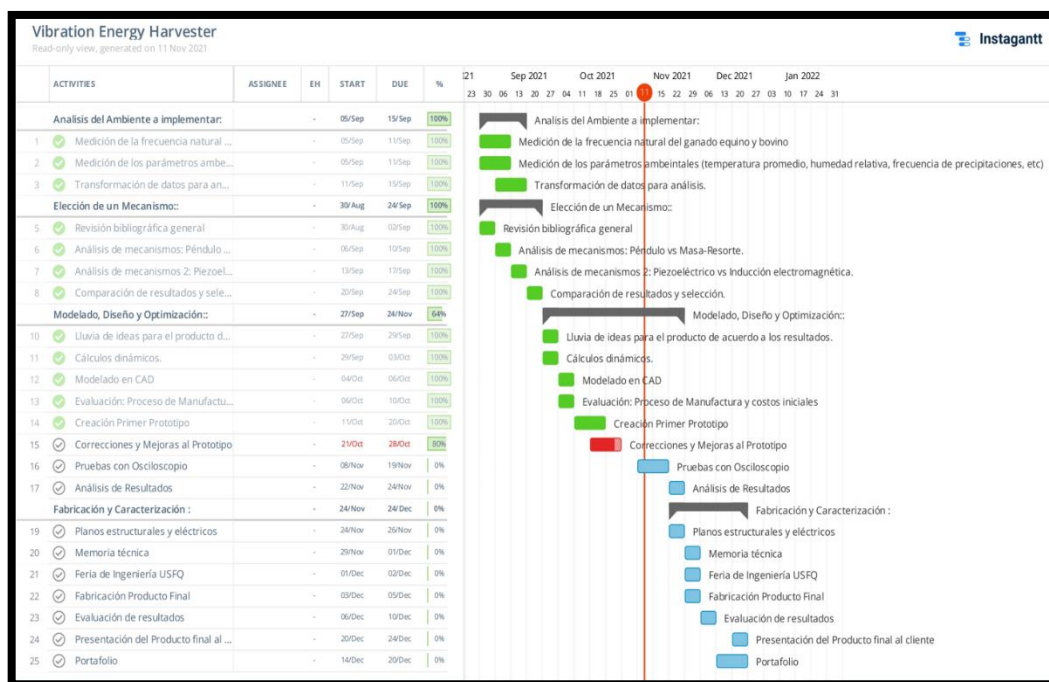 Vibration Energy Harvester
Read-only view, generated on 11 Nov 2021
Instagantt
ACTIVITIES ASSIGNEE EH START DUE %
21 Sep 2021 Oct 2021 Nov 2021 Dec 2021 Jan 2022
23 30 06 13 20 27 04 11 18 25 01 11 15 22 29 06 13 20 27 03 10 17 24 31
Analisis del Ambiente a implementar: - 05/Sep 15/Sep 100% Analisis del Ambiente a implementar:
1 Medición de la frecuencia natural ... - 05/Sep 11/Sep 100% Medición de la frecuencia natural del ganado equino y bovino
2 Medición de los parámetros ambe... - 05/Sep 11/Sep 100% Medición de los parámetros ambeintales (temperatura promedio, humedad relativa, frecuencia de precipitaciones, etc)
3 Transformación de datos para an... - 11/Sep 15/Sep 100% Transformación de datos para análisis.
Elección de un Mecanismo:: - 30/Aug 24/Sep 100% Elección de un Mecanismo::
5 Revisión bibliográfica general - 30/Aug 02/Sep 100% Revisión bibliográfica general
6 Análisis de mecanismos: Péndulo ... - 06/Sep 10/Sep 100% Análisis de mecanismos: Péndulo vs Masa-Resorte.
7 Análisis de mecanismos 2: Piezoel... - 13/Sep 17/Sep 100% Análisis de mecanismos 2: Piezoeléctrico vs Inducción electromagnética.
8 Comparación de resultados y sele... - 20/Sep 24/Sep 100% Comparación de resultados y selección.
Modelado, Diseño y Optimización:: - 27/Sep 24/Nov 64% Modelado, Diseño y Optimización::
10 Lluvia de ideas para el producto d... - 27/Sep 29/Sep 100% Lluvia de ideas para el producto de acuerdo a los resultados.
11 Cálculos dinámicos. - 29/Sep 03/Oct 100% Cálculos dinámicos.
12 Modelado en CAD - 04/Oct 06/Oct 100% Modelado en CAD
13 Evaluación: Proceso de Manufactu... - 06/Oct 10/Oct 100% Evaluación: Proceso de Manufactura y costos iniciales
14 Creación Primer Prototipo - 11/Oct 20/Oct 100% Creación Primer Prototipo
15 Correcciones y Mejoras al Prototipo - 21/Oct 28/Oct 80% Correcciones y Mejoras al Prototipo
16 Pruebas con Osciloscopio - 08/Nov 19/Nov 0% Pruebas con Osciloscopio
17 Análisis de Resultados - 22/Nov 24/Nov 0% Análisis de Resultados
Fabricación y Caracterización : - 24/Nov 24/Dec 0% Fabricación y Caracterización :
19 Planos estructurales y eléctricos - 24/Nov 26/Nov 0% Planos estructurales y eléctricos
20 Memoria técnica - 29/Nov 01/Dec 0% Memoria técnica
21 Feria de Ingeniería USFQ - 01/Dec 02/Dec 0% Feria de Ingeniería USFQ
22 Fabricación Producto Final - 03/Dec 05/Dec 0% Fabricación Producto Final
23 Evaluación de resultados - 06/Dec 10/Dec 0% Evaluación de resultados
24 Presentación del Producto final al ... - 20/Dec 24/Dec 0% Presentación del Producto final al cliente
25 Portafolio - 14/Dec 20/Dec 0% Portafolio